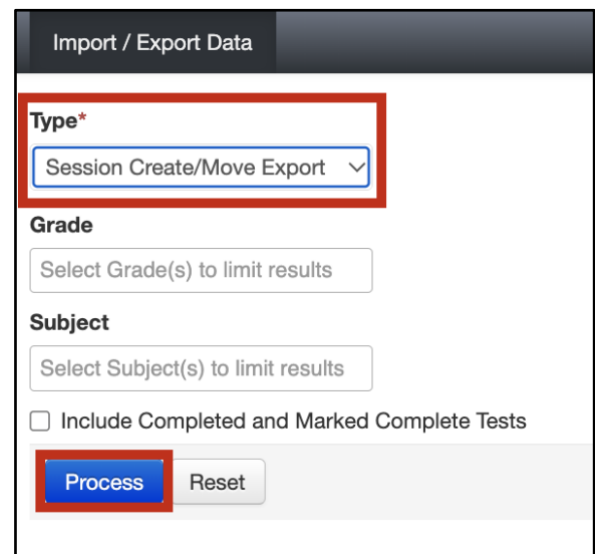 Import / Export Data
Type*
Session Create/Move Export
Grade
Select Grade(s) to limit results
Subject
Select Subject(s) to limit results
Include Completed and Marked Complete Tests
Process Reset